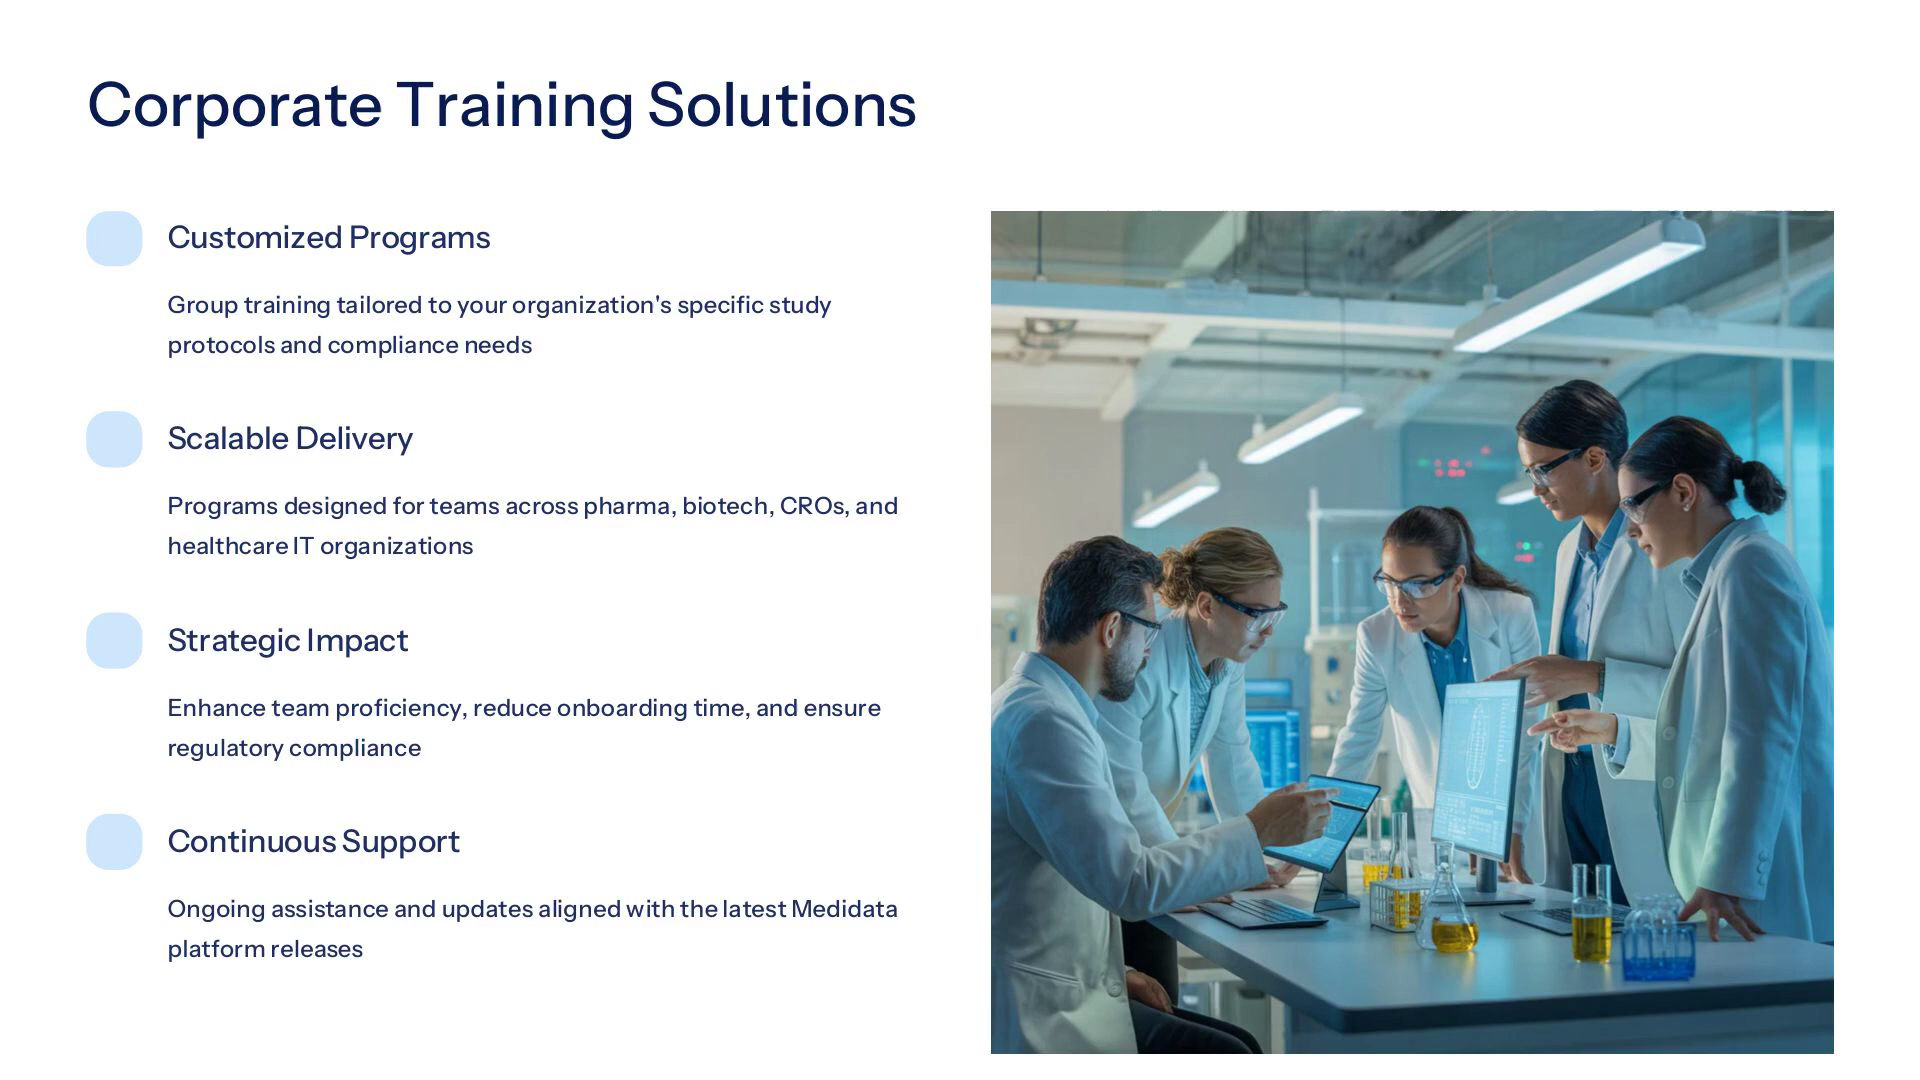 Corporate Training Solutions
Customized Programs
Group training tailored to your organization's specific study
protocols and compliance needs
Scalable Delivery
Programs designed for teams across pharma, biotech, CROs, and
healthcare IT organizations
Strategic Impact
Enhance team proficiency, reduce onboarding time, and ensure
regulatory compliance
Continuous Support
Ongoing assistance and updates aligned with the latest Medidata
platform releases